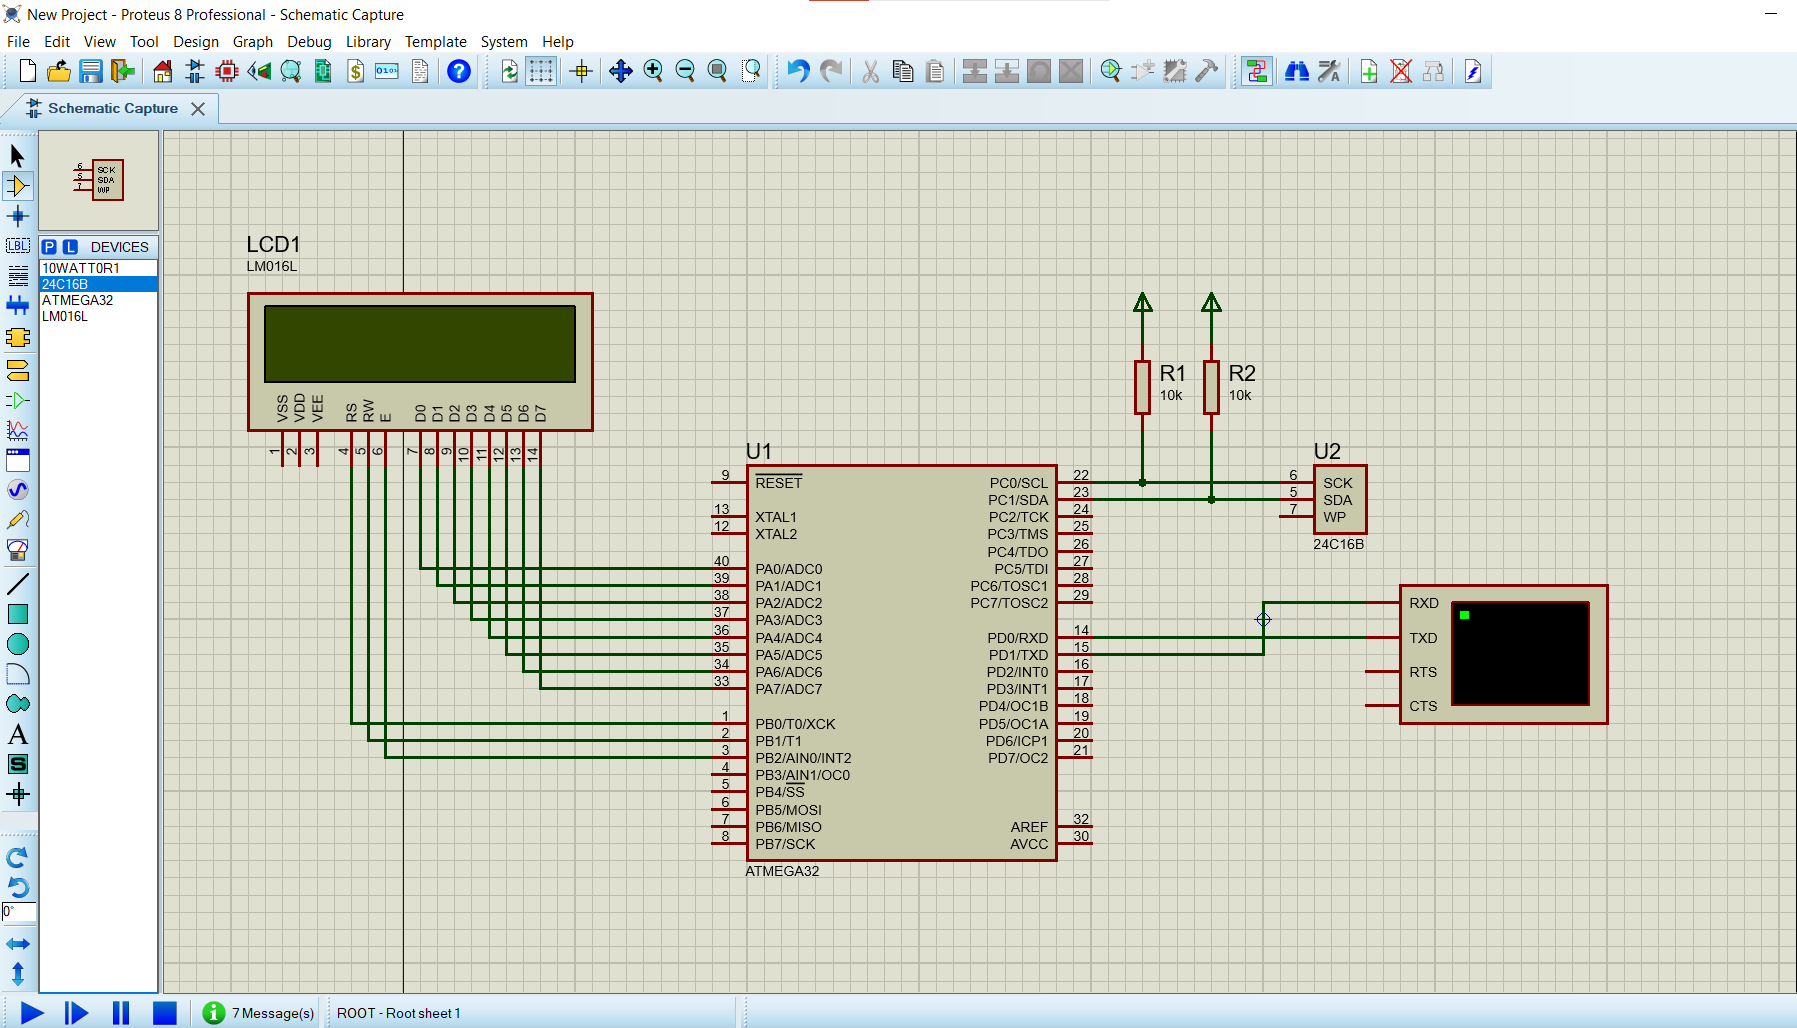 New Project - Proteus 8 Professional - Schematic Capture
File Edit View Tool Design Graph Debug Library Template System Help
Schematic Capture
6 SCK
5 SDA
7 WP
P L DEVICES
10WATT0R1
24C16B
ATMEGA32
LM016L
LBL
A
S
0°
LCD1
LM016L
VSS VDD VEE RS RW E D0 D1 D2 D3 D4 D5 D6 D7
1 2 3 4 5 6 7 8 9 10 11 12 13 14
R1
10k
R2
10k
U1
9 RESET
13 XTAL1
12 XTAL2
40 PA0/ADC0
39 PA1/ADC1
38 PA2/ADC2
37 PA3/ADC3
36 PA4/ADC4
35 PA5/ADC5
34 PA6/ADC6
33 PA7/ADC7
1 PB0/T0/XCK
2 PB1/T1
3 PB2/AIN0/INT2
4 PB3/AIN1/OC0
5 PB4/SS
6 PB5/MOSI
7 PB6/MISO
8 PB7/SCK
PC0/SCL 22
PC1/SDA 23
PC2/TCK 24
PC3/TMS 25
PC4/TDO 26
PC5/TDI 27
PC6/TOSC1 28
PC7/TOSC2 29
PD0/RXD 14
PD1/TXD 15
PD2/INT0 16
PD3/INT1 17
PD4/OC1B 18
PD5/OC1A 19
PD6/ICP1 20
PD7/OC2 21
AREF 32
AVCC 30
ATMEGA32
U2
6 SCK
5 SDA
7 WP
24C16B
RXD
TXD
RTS
CTS
7 Message(s)
ROOT - Root sheet 1